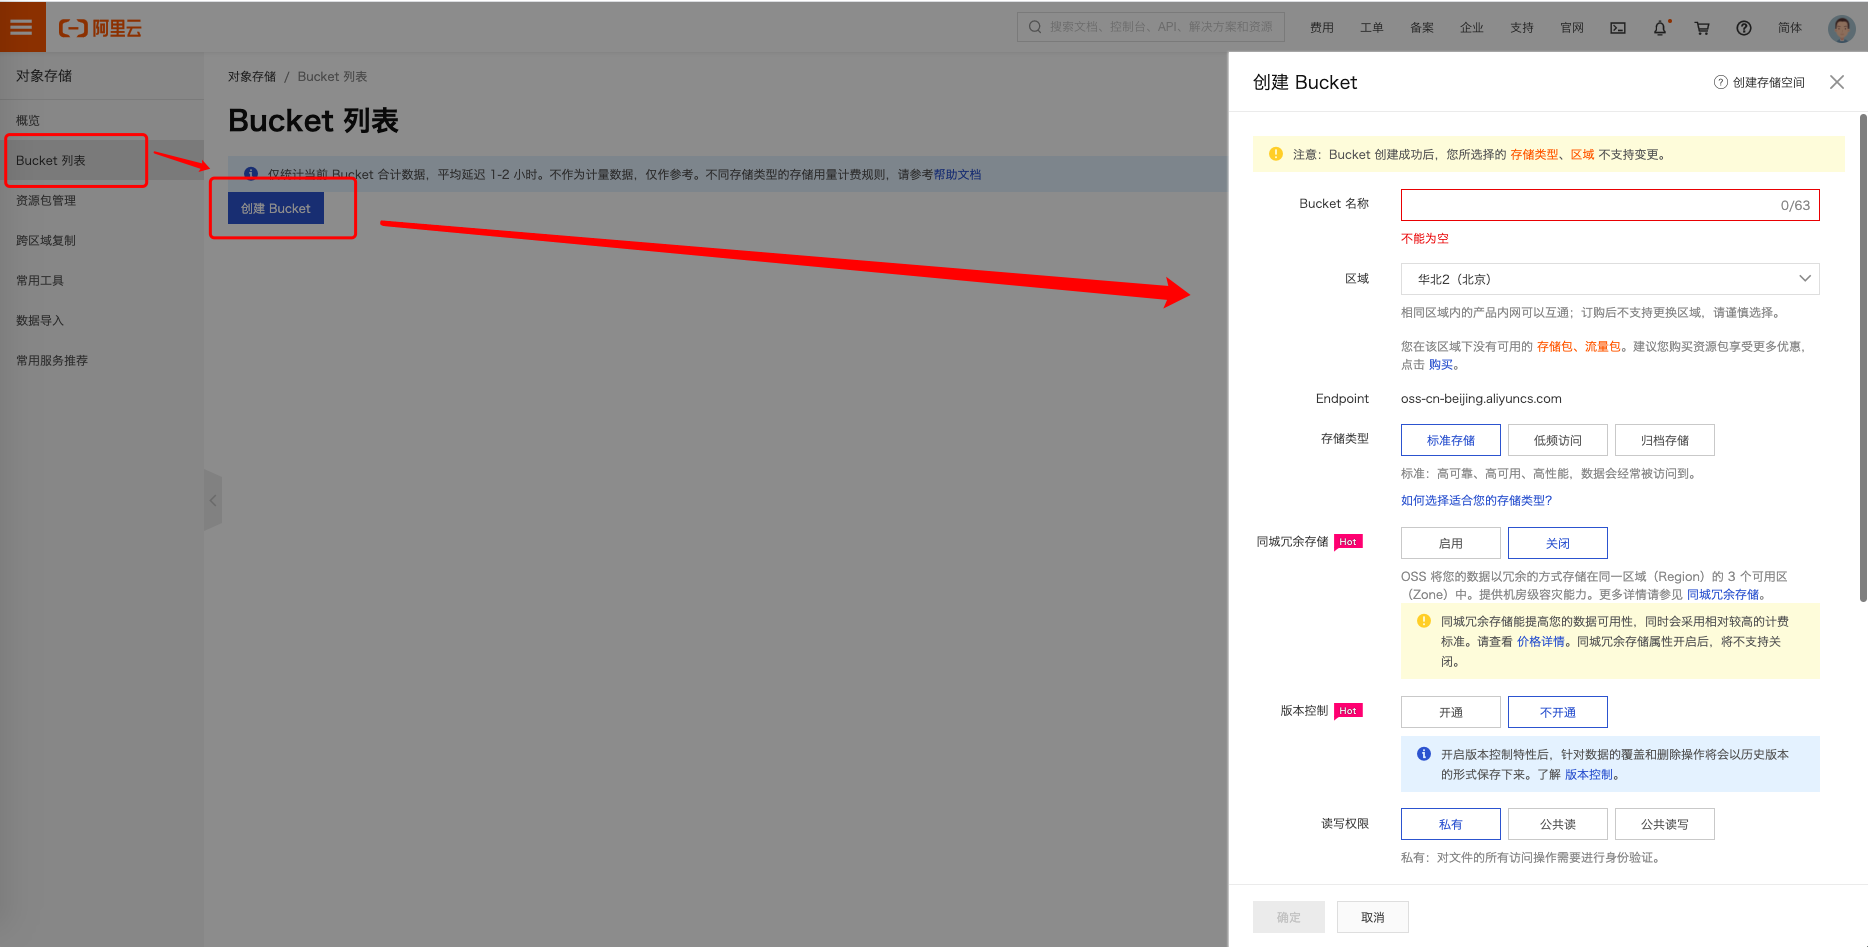 阿里云
搜索文档、控制台、API、解决方案和资源
费用
工单
备案
企业
支持
官网
简体
对象存储
概览
Bucket 列表
资源包管理
跨区域复制
常用工具
数据导入
常用服务推荐
对象存储 / Bucket 列表
Bucket 列表
仅统计当前 Bucket 合计数据，平均延迟 1-2 小时。不作为计量数据，仅作参考。不同存储类型的存储用量计费规则，请参考帮助文档
创建 Bucket
创建 Bucket
创建存储空间
注意：Bucket 创建成功后，您所选择的 存储类型、区域 不支持变更。
Bucket 名称
0/63
不能为空
区域
华北2（北京）
相同区域内的产品内网可以互通；订购后不支持更换区域，请谨慎选择。
您在该区域下没有可用的 存储包、流量包。建议您购买资源包享受更多优惠，
点击 购买。
Endpoint
oss-cn-beijing.aliyuncs.com
存储类型
标准存储
低频访问
归档存储
标准：高可靠、高可用、高性能，数据会经常被访问到。
如何选择适合您的存储类型?
同城冗余存储 Hot
启用
关闭
OSS 将您的数据以冗余的方式存储在同一区域（Region）的 3 个可用区
（Zone）中。提供机房级容灾能力。更多详情请参见 同城冗余存储。
同城冗余存储能提高您的数据可用性，同时会采用相对较高的计费
标准。请查看 价格详情。同城冗余存储属性开启后，将不支持关
闭。
版本控制 Hot
开通
不开通
开启版本控制特性后，针对数据的覆盖和删除操作将会以历史版本
的形式保存下来。了解 版本控制。
读写权限
私有
公共读
公共读写
私有：对文件的所有访问操作需要进行身份验证。
确定
取消